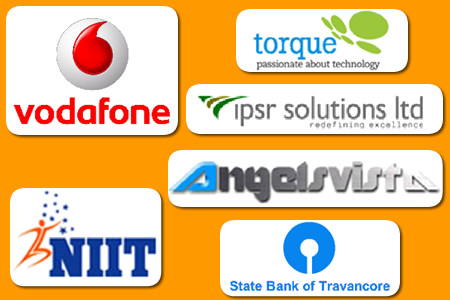 vodafone
torque
passionate about technology
ipsr solutions ltd
redefining excellence
Angelsvista
NIIT
State Bank of Travancore